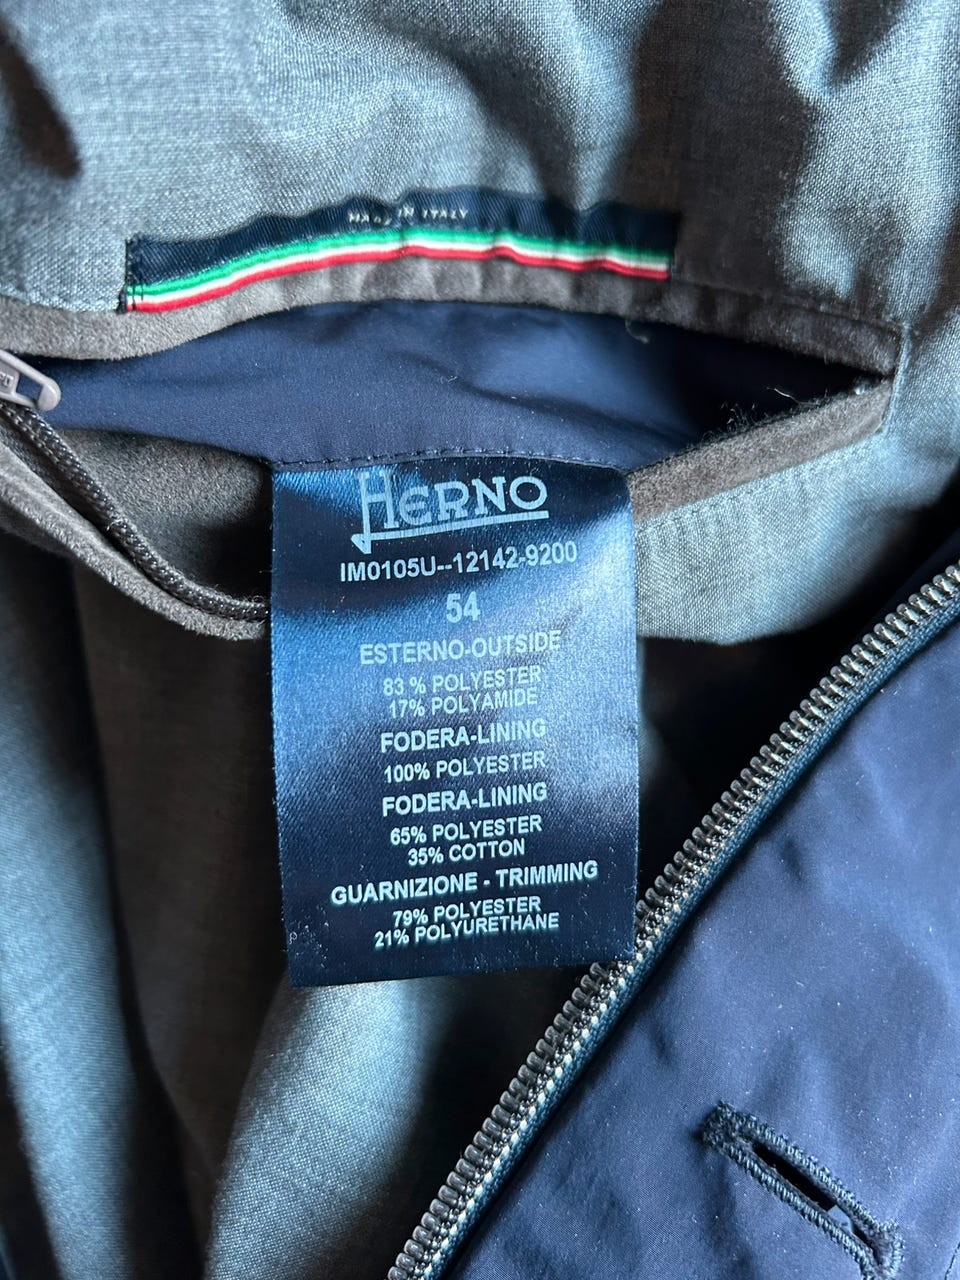 MADE IN ITALY
HERNO
IM0105U--12142-9200
54
ESTERNO-OUTSIDE
83 % POLYESTER
17% POLYAMIDE
FODERA-LINING
100% POLYESTER
FODERA-LINING
65% POLYESTER
35% COTTON
GUARNIZIONE - TRIMMING
79% POLYESTER
21% POLYURETHANE